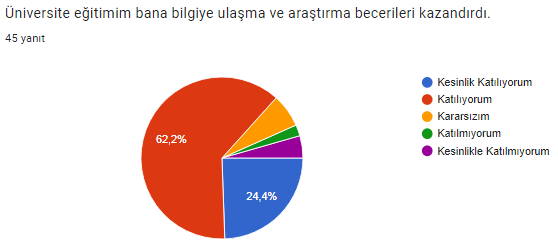 Üniversite eğitimim bana bilgiye ulaşma ve araştırma becerileri kazandırdı.
45 yanıt
Kesinlik Katılıyorum
Katılıyorum
Kararsızım
Katılmıyorum
Kesinlikle Katılmıyorum
62,2%
24,4%